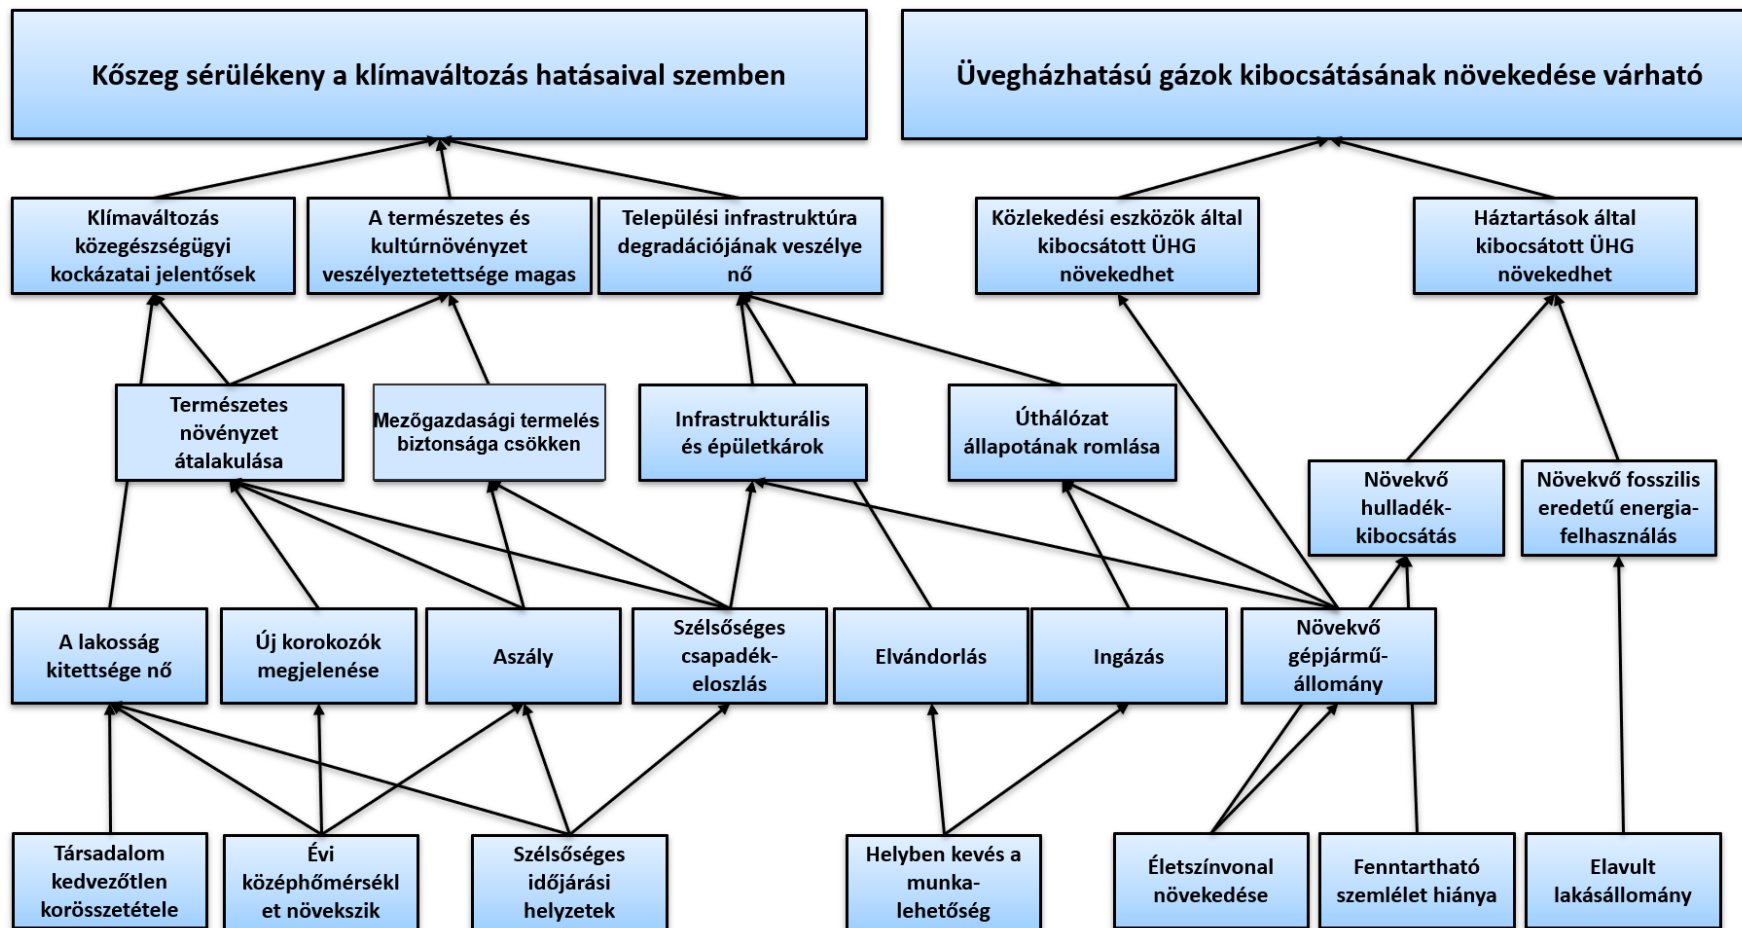 Kőszeg sérülékeny a klímaváltozás hatásaival szemben
Üvegházhatású gázok kibocsátásának növekedése várható
Klímaváltozás
közegészségügyi
kockázatai jelentősek
A természetes és
kultúrnövényzet
veszélyeztetettsége magas
Települési infrastruktúra
degradációjának veszélye
nő
Közlekedési eszközök által
kibocsátott ÜHG
növekedhet
Háztartások által
kibocsátott ÜHG
növekedhet
Természetes
növényzet
átalakulása
Mezőgazdasági termelés
biztonsága csökken
Infrastrukturális
és épületkárok
Úthálózat
állapotának romlása
Növekvő
hulladék-
kibocsátás
Növekvő fosszilis
eredetű energia-
felhasználás
A lakosság
kitettsége nő
Új korokozók
megjelenése
Aszály
Szélsőséges
csapadék-
eloszlás
Elvándorlás
Ingázás
Növekvő
gépjármű-
állomány
Társadalom
kedvezőtlen
korösszetétele
Évi
középhőmérsékl
et növekszik
Szélsőséges
időjárási
helyzetek
Helyben kevés a
munka-
lehetőség
Életszínvonal
növekedése
Fenntartható
szemlélet hiánya
Elavult
lakásállomány